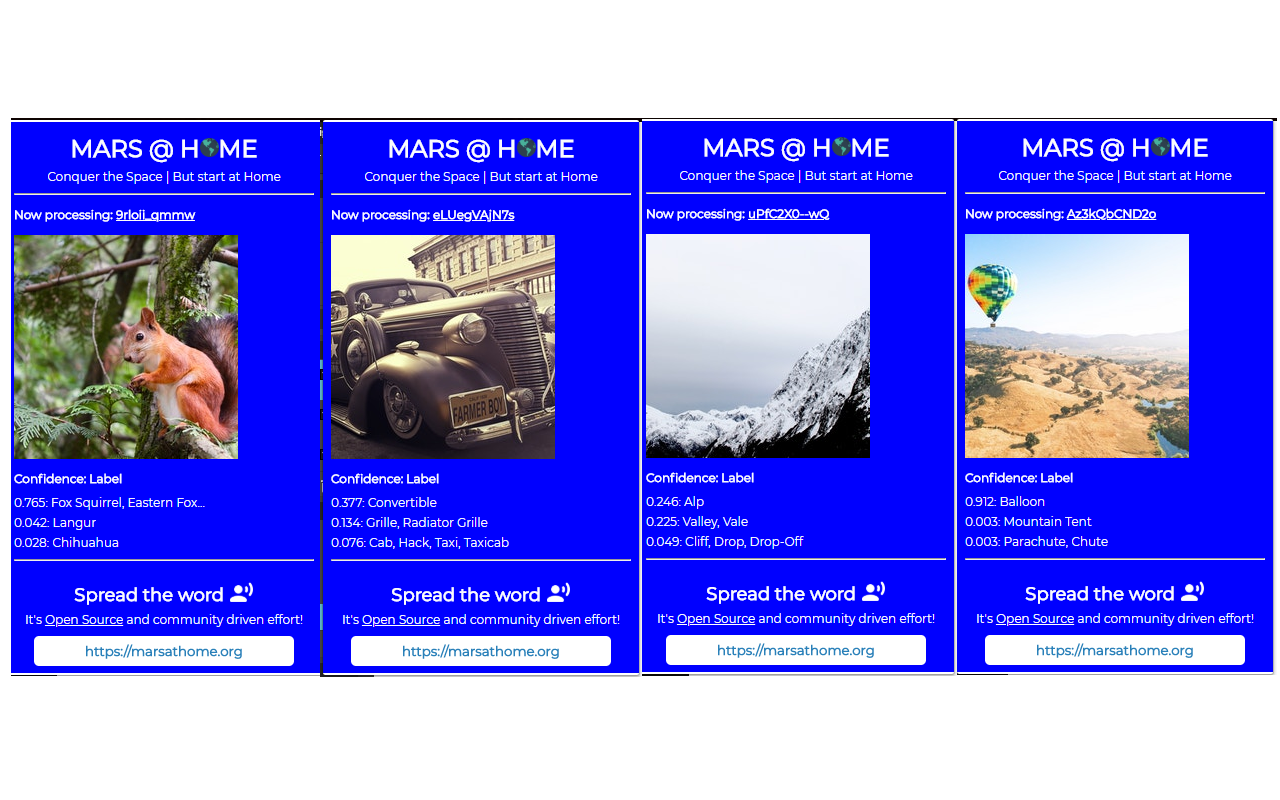 MARS @ H🌎ME
Conquer the Space | But start at Home
Now processing: 9rloii_qmmw
Confidence: Label
0.765: Fox Squirrel, Eastern Fox...
0.042: Langur
0.028: Chihuahua
Spread the word
It's Open Source and community driven effort!
https://marsathome.org
MARS @ H🌎ME
Conquer the Space | But start at Home
Now processing: eLUegVAjN7s
FARMER BOY
Confidence: Label
0.377: Convertible
0.134: Grille, Radiator Grille
0.076: Cab, Hack, Taxi, Taxicab
Spread the word
It's Open Source and community driven effort!
https://marsathome.org
MARS @ H🌎ME
Conquer the Space | But start at Home
Now processing: uPfC2X0--wQ
Confidence: Label
0.246: Alp
0.225: Valley, Vale
0.049: Cliff, Drop, Drop-Off
Spread the word
It's Open Source and community driven effort!
https://marsathome.org
MARS @ H🌎ME
Conquer the Space | But start at Home
Now processing: Az3kQbCND2o
Confidence: Label
0.912: Balloon
0.003: Mountain Tent
0.003: Parachute, Chute
Spread the word
It's Open Source and community driven effort!
https://marsathome.org